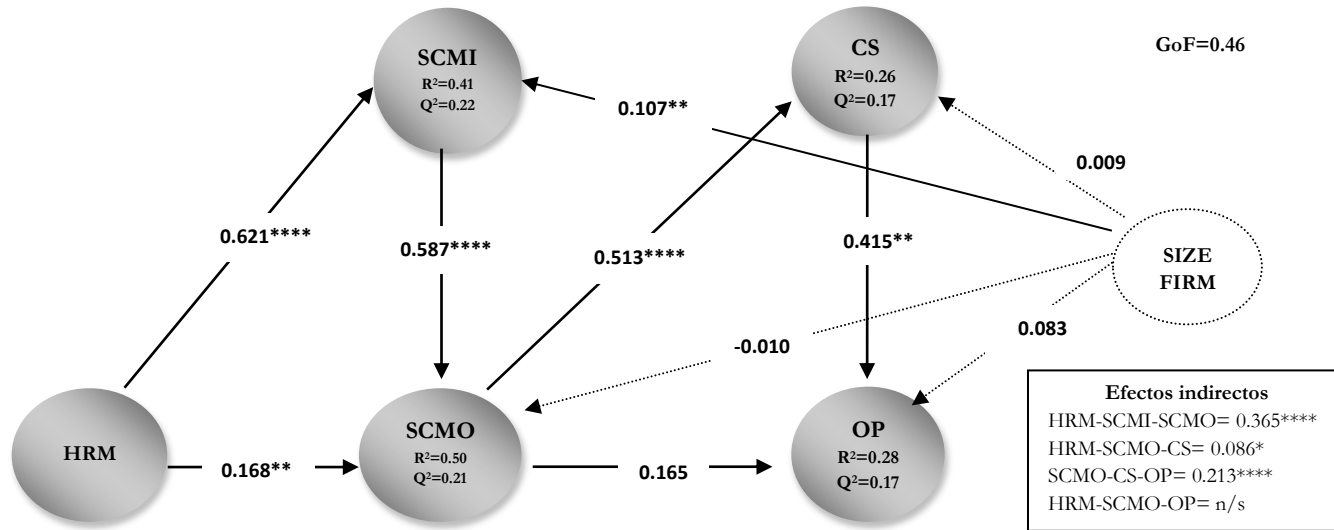 SCMI
R²=0.41
Q²=0.22
CS
R²=0.26
Q²=0.17
GoF=0.46
0.107**
0.009
0.621****
0.587****
0.513****
0.415**
SIZE
FIRM
-0.010
0.083
HRM
0.168**
SCMO
R²=0.50
Q²=0.21
0.165
OP
R²=0.28
Q²=0.17
Efectos indirectos
HRM-SCMI-SCMO= 0.365****
HRM-SCMO-CS= 0.086*
SCMO-CS-OP= 0.213****
HRM-SCMO-OP= n/s